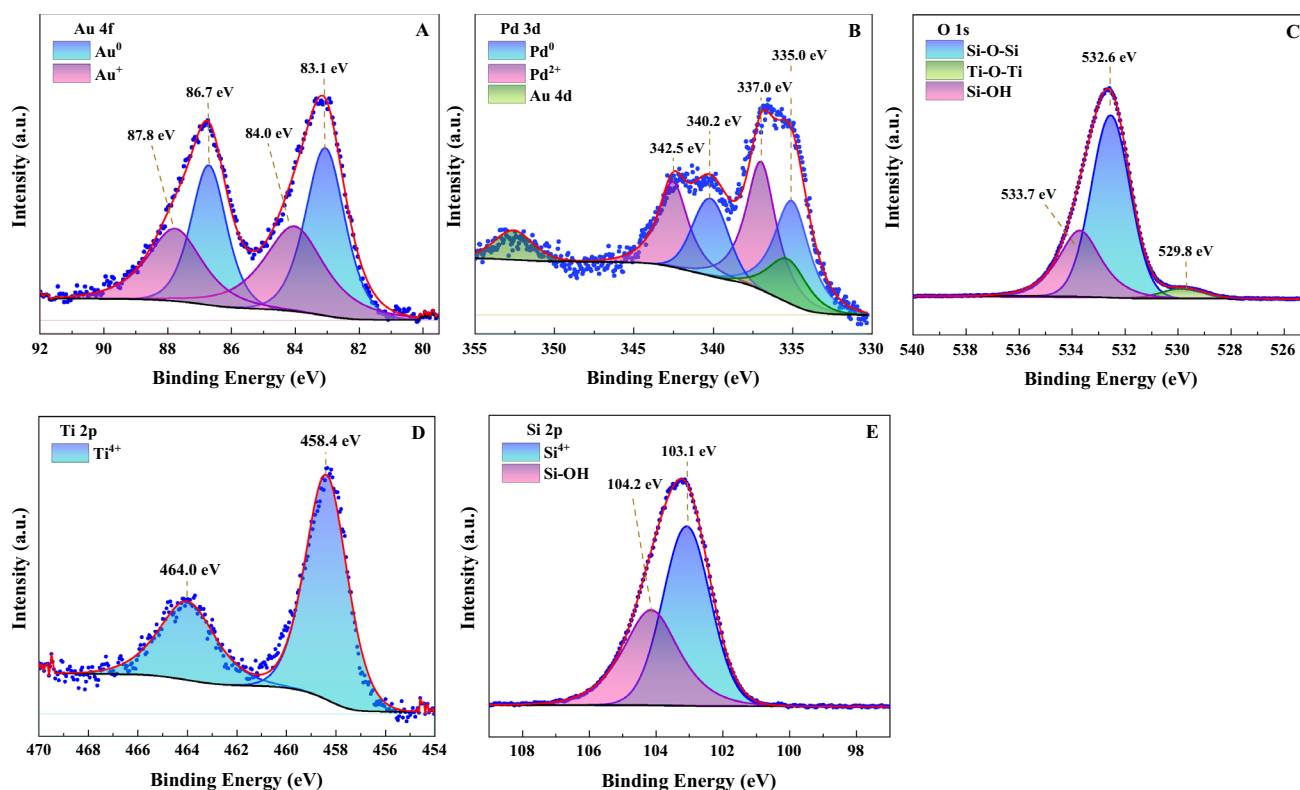 Au 4f
A
Au⁰
Au⁺
83.1 eV
86.7 eV
87.8 eV
84.0 eV
Intensity (a.u.)
92 90 88 86 84 82 80
Binding Energy (eV)
Pd 3d
B
Pd⁰
Pd²⁺
Au 4d
335.0 eV
337.0 eV
340.2 eV
342.5 eV
Intensity (a.u.)
355 350 345 340 335 330
Binding Energy (eV)
O 1s
C
Si-O-Si
Ti-O-Ti
Si-OH
532.6 eV
533.7 eV
529.8 eV
Intensity (a.u.)
540 538 536 534 532 530 528 526
Binding Energy (eV)
Ti 2p
D
Ti⁴⁺
458.4 eV
464.0 eV
Intensity (a.u.)
470 468 466 464 462 460 458 456 454
Binding Energy (eV)
Si 2p
E
Si⁴⁺
Si-OH
103.1 eV
104.2 eV
Intensity (a.u.)
108 106 104 102 100 98
Binding Energy (eV)